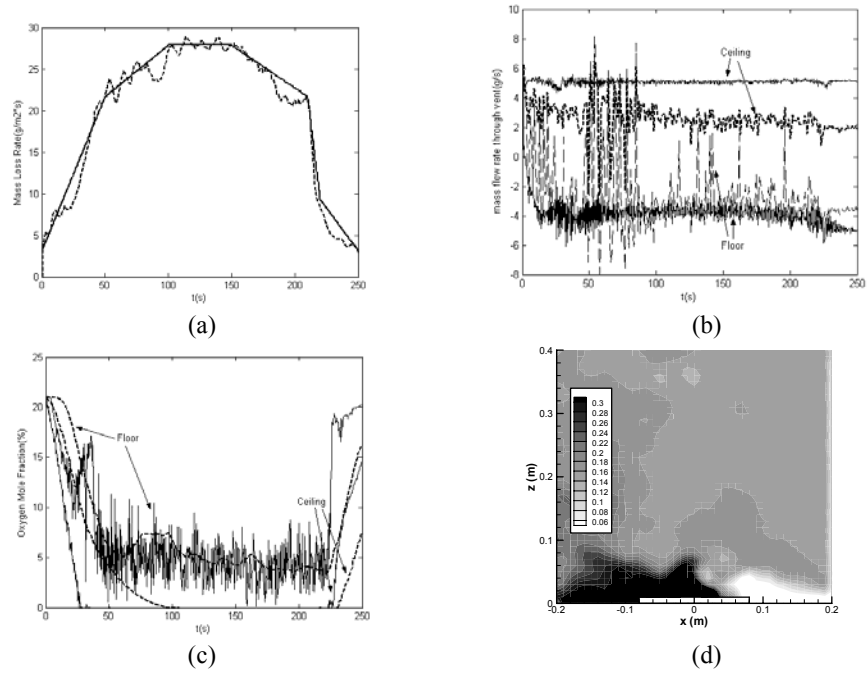 Mass Loss Rate(g/m2*s)
30
25
20
15
10
5
0
0 50 100 150 200 250
t(s)
(a)
mass flow rate through vent(g/s)
10
8
6
4
2
0
-2
-4
-6
-8
Ceiling
Floor
0 50 100 150 200 250
t(s)
(b)
Oxygen Mole Fraction(%)
25
20
15
10
5
0
Floor
Ceiling
0 50 100 150 200 250
t(s)
(c)
z (m)
0.4
0.3
0.2
0.1
0
0.3
0.28
0.26
0.24
0.22
0.2
0.18
0.16
0.14
0.12
0.1
0.08
0.06
-0.2 -0.1 0 0.1 0.2
x (m)
(d)